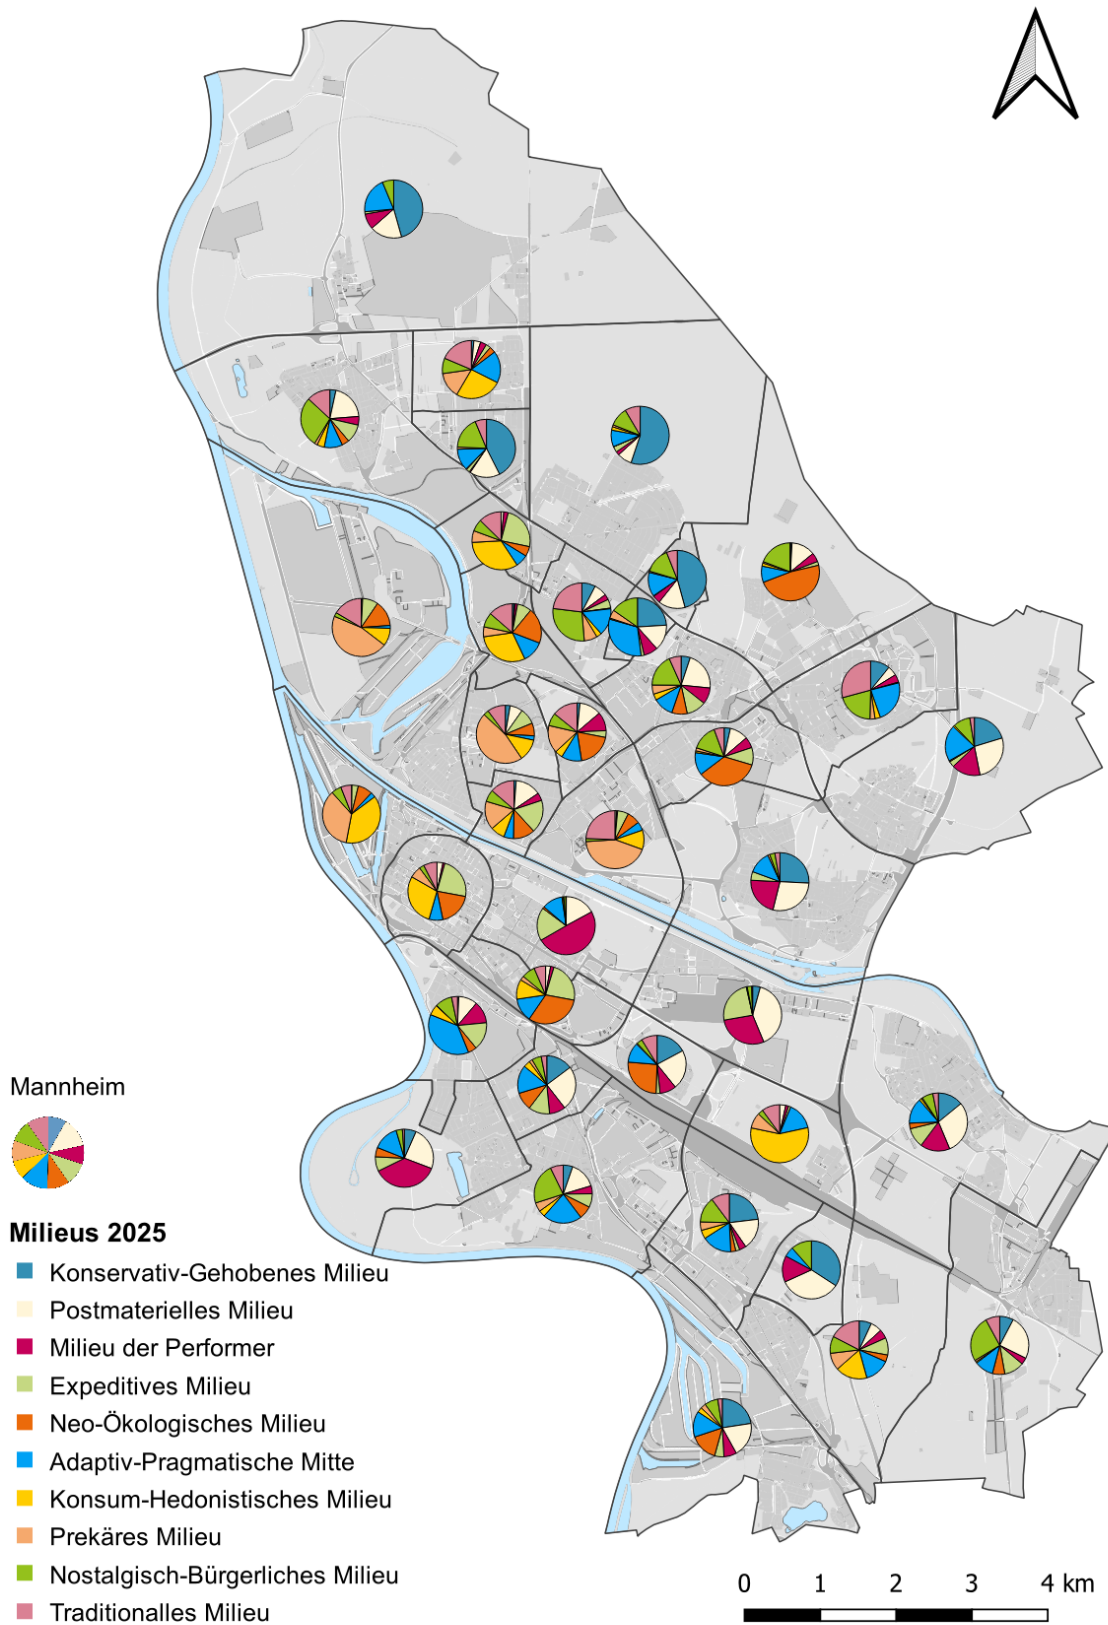 Mannheim
Milieus 2025
Konservativ-Gehobenes Milieu
Postmaterielles Milieu
Milieu der Performer
Expeditives Milieu
Neo-Ökologisches Milieu
Adaptiv-Pragmatische Mitte
Konsum-Hedonistisches Milieu
Prekäres Milieu
Nostalgisch-Bürgerliches Milieu
Traditionalles Milieu
0 1 2 3 4 km